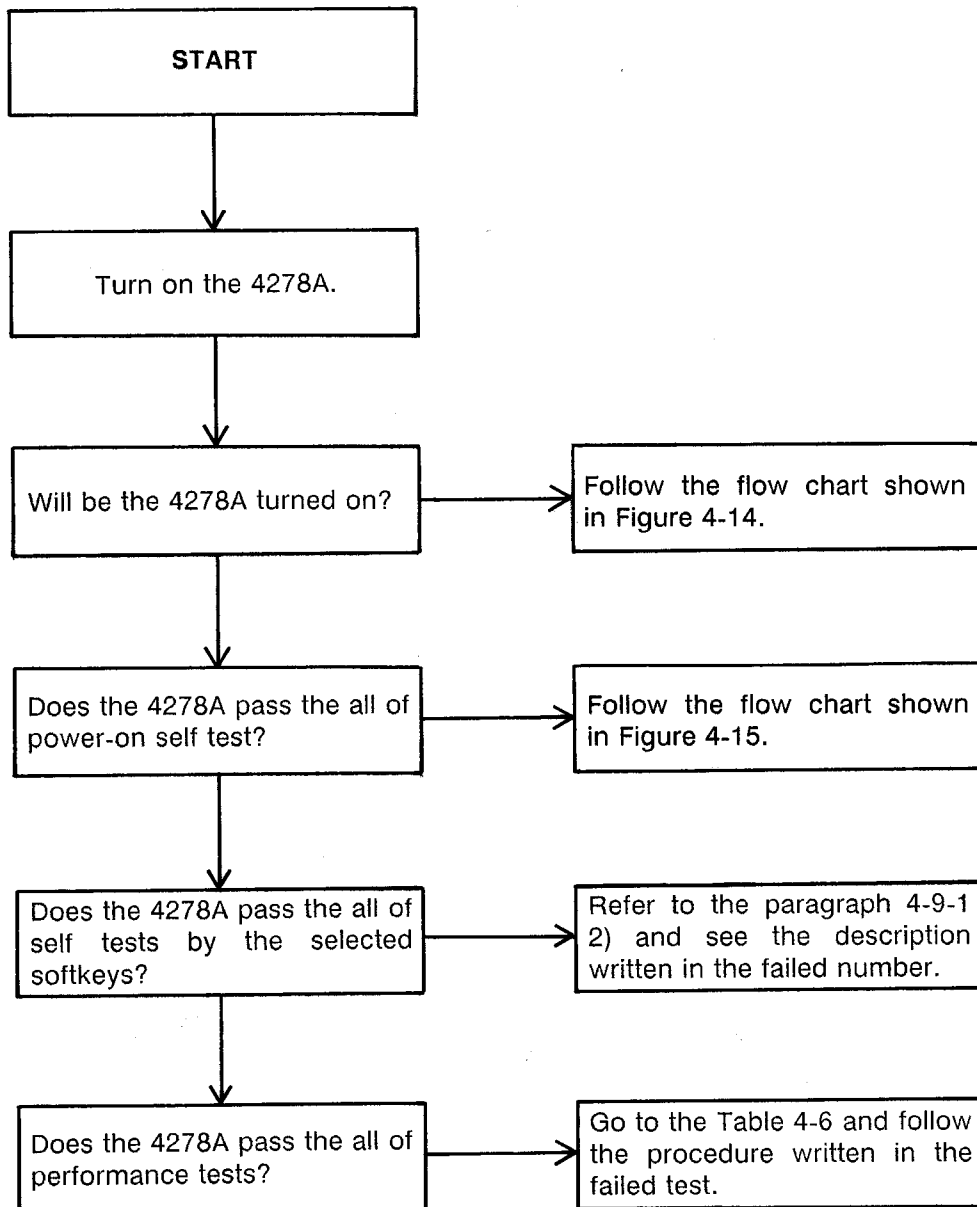 START
Turn on the 4278A.
Will be the 4278A turned on?
Follow the flow chart shown
in Figure 4-14.
Does the 4278A pass the all of
power-on self test?
Follow the flow chart shown
in Figure 4-15.
Does the 4278A pass the all of
self tests by the selected
softkeys?
Refer to the paragraph 4-9-1
2) and see the description
written in the failed number.
Does the 4278A pass the all of
performance tests?
Go to the Table 4-6 and follow
the procedure written in the
failed test.